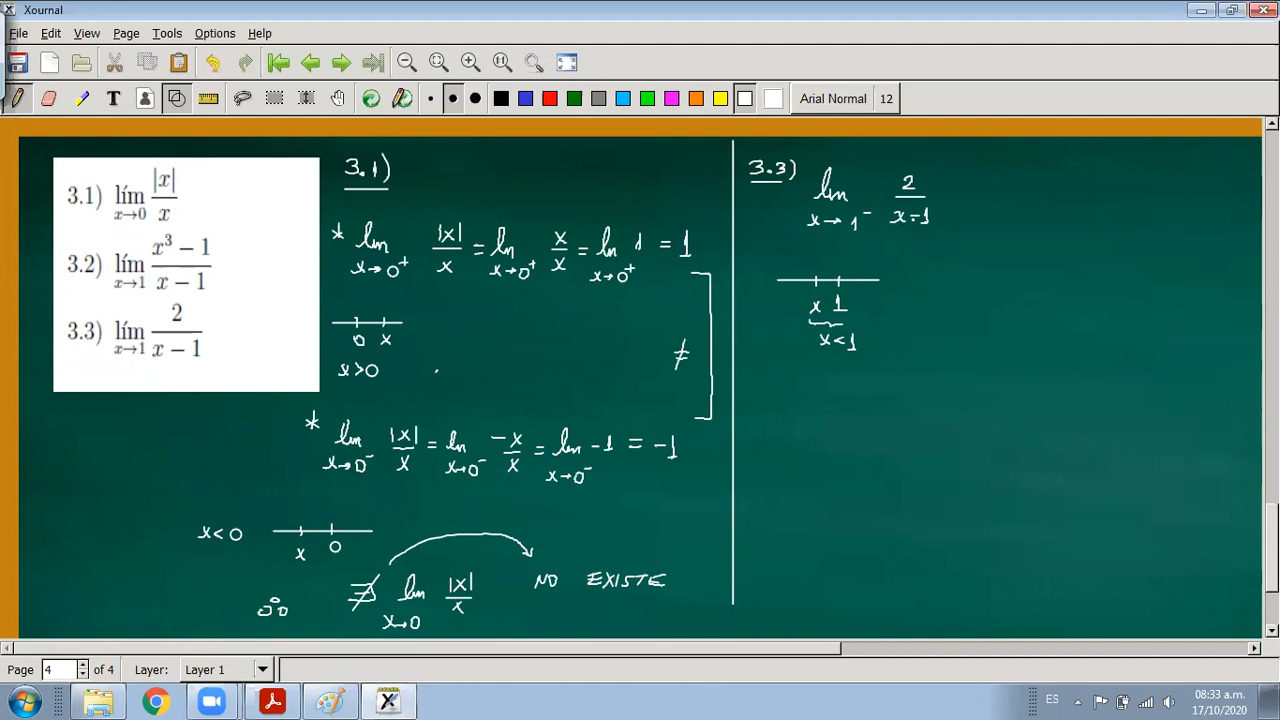 Xournal
File Edit View Page Tools Options Help
Arial Normal 12
3.1) lím x→0 |x|/x
3.2) lím x→1 x³ − 1/x − 1
3.3) lím x→1 2/x − 1
3.1)
* lim x→0⁺ |x|/x = lim x→0⁺ x/x = lim x→0⁺ 1 = 1
0 x
x>0
≠
* lim x→0⁻ |x|/x = lim x→0⁻ -x/x = lim x→0⁻ -1 = -1
x<0
x 0
∴ ∄ lim x→0 |x|/x NO EXISTE
3.3) lim x→1⁻ 2/x-1
x 1
x<1
Page 4 of 4 Layer: Layer 1
ES 08:33 a.m.
17/10/2020